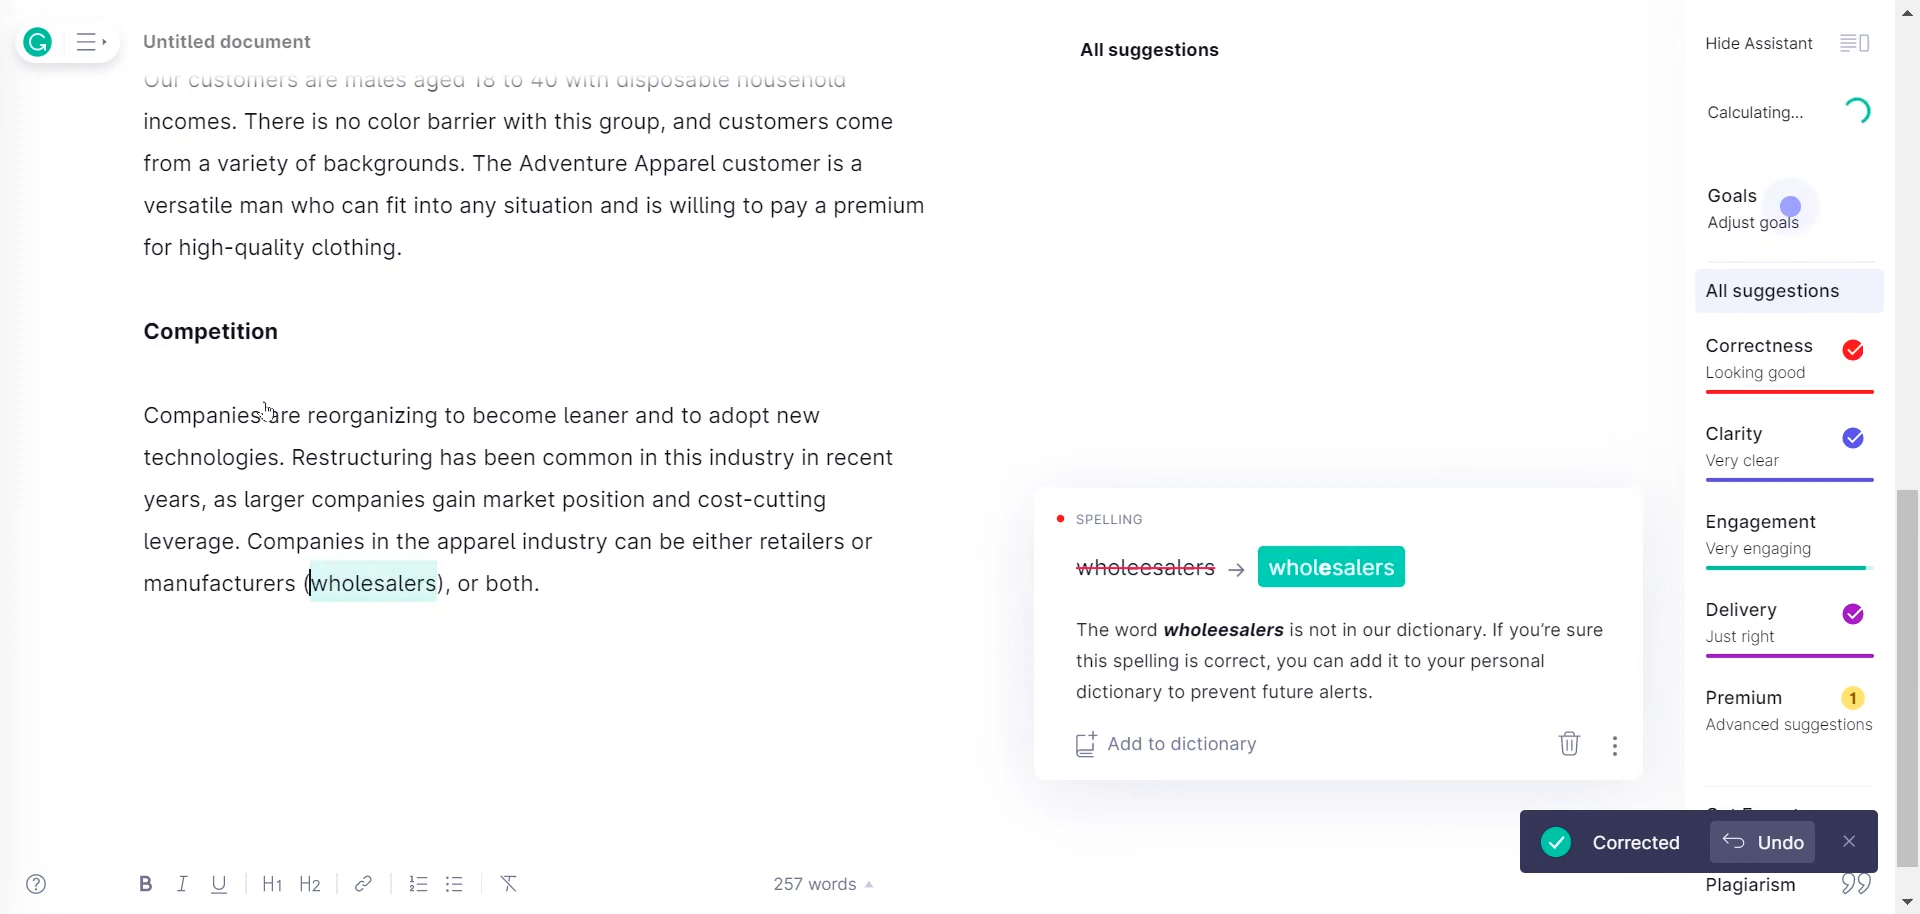 Untitled document
Our customers are males aged 18 to 40 with disposable household
incomes. There is no color barrier with this group, and customers come
from a variety of backgrounds. The Adventure Apparel customer is a
versatile man who can fit into any situation and is willing to pay a premium
for high-quality clothing.
Competition
Companies are reorganizing to become leaner and to adopt new
technologies. Restructuring has been common in this industry in recent
years, as larger companies gain market position and cost-cutting
leverage. Companies in the apparel industry can be either retailers or
manufacturers (wholesalers), or both.
B I U H1 H2
257 words
All suggestions
SPELLING
wholeesalers → wholesalers
The word wholeesalers is not in our dictionary. If you're sure
this spelling is correct, you can add it to your personal
dictionary to prevent future alerts.
Add to dictionary
Hide Assistant
Calculating...
Goals
Adjust goals
All suggestions
Correctness
Looking good
Clarity
Very clear
Engagement
Very engaging
Delivery
Just right
Premium 1
Advanced suggestions
Corrected Undo
Plagiarism